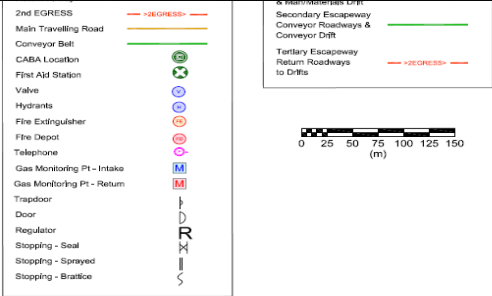 2nd EGRESS >2EGRESS>
Main Travelling Road
Conveyor Belt
CABA Location
First Aid Station
Valve V
Hydrants H
Fire Extinguisher FE
Fire Depot
Telephone
Gas Monitoring Pt - Intake M
Gas Monitoring Pt - Return M
Trapdoor
Door D
Regulator R
Stopping - Seal
Stopping - Sprayed
Stopping - Brattice
& Man/Materials Drift
Secondary Escapeway
Conveyor Roadways &
Conveyor Drift
Tertiary Escapeway
Return Roadways >2EGRESS>
to Drifts
0 25 50 75 100 125 150
(m)